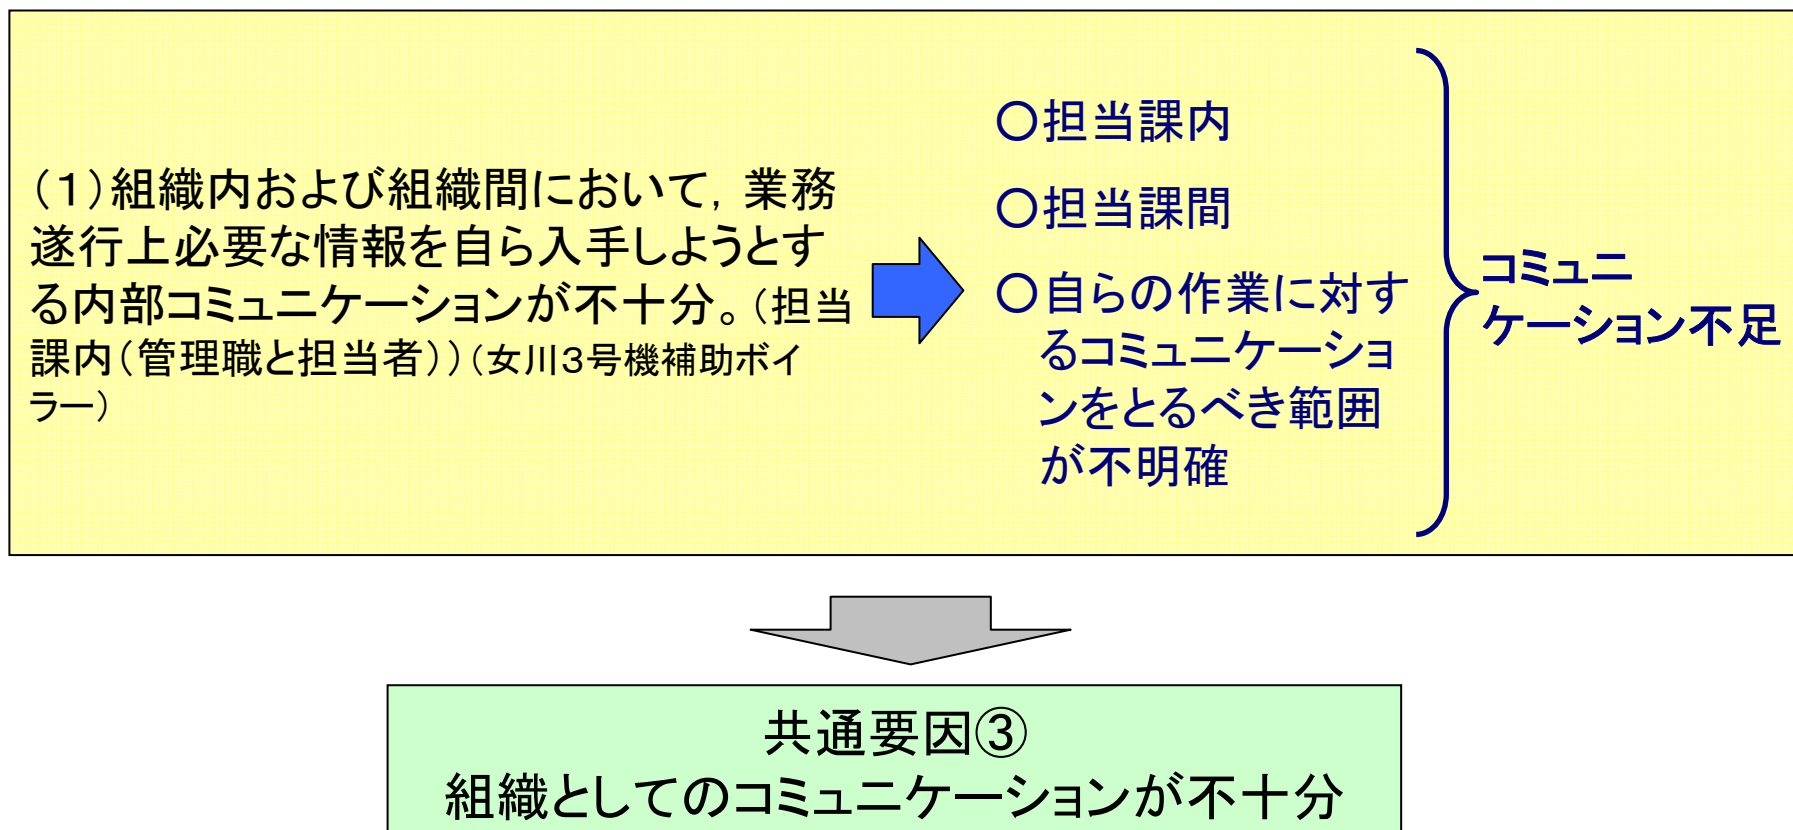 （１）組織内および組織間において，業務
遂行上必要な情報を自ら入手しようとす
る内部コミュニケーションが不十分。（担当
課内（管理職と担当者））（女川3号機補助ボイ
ラー）
○担当課内
○担当課間
○自らの作業に対す
るコミュニケーショ
ンをとるべき範囲
が不明確
コミュニ
ケーション不足
共通要因③
組織としてのコミュニケーションが不十分